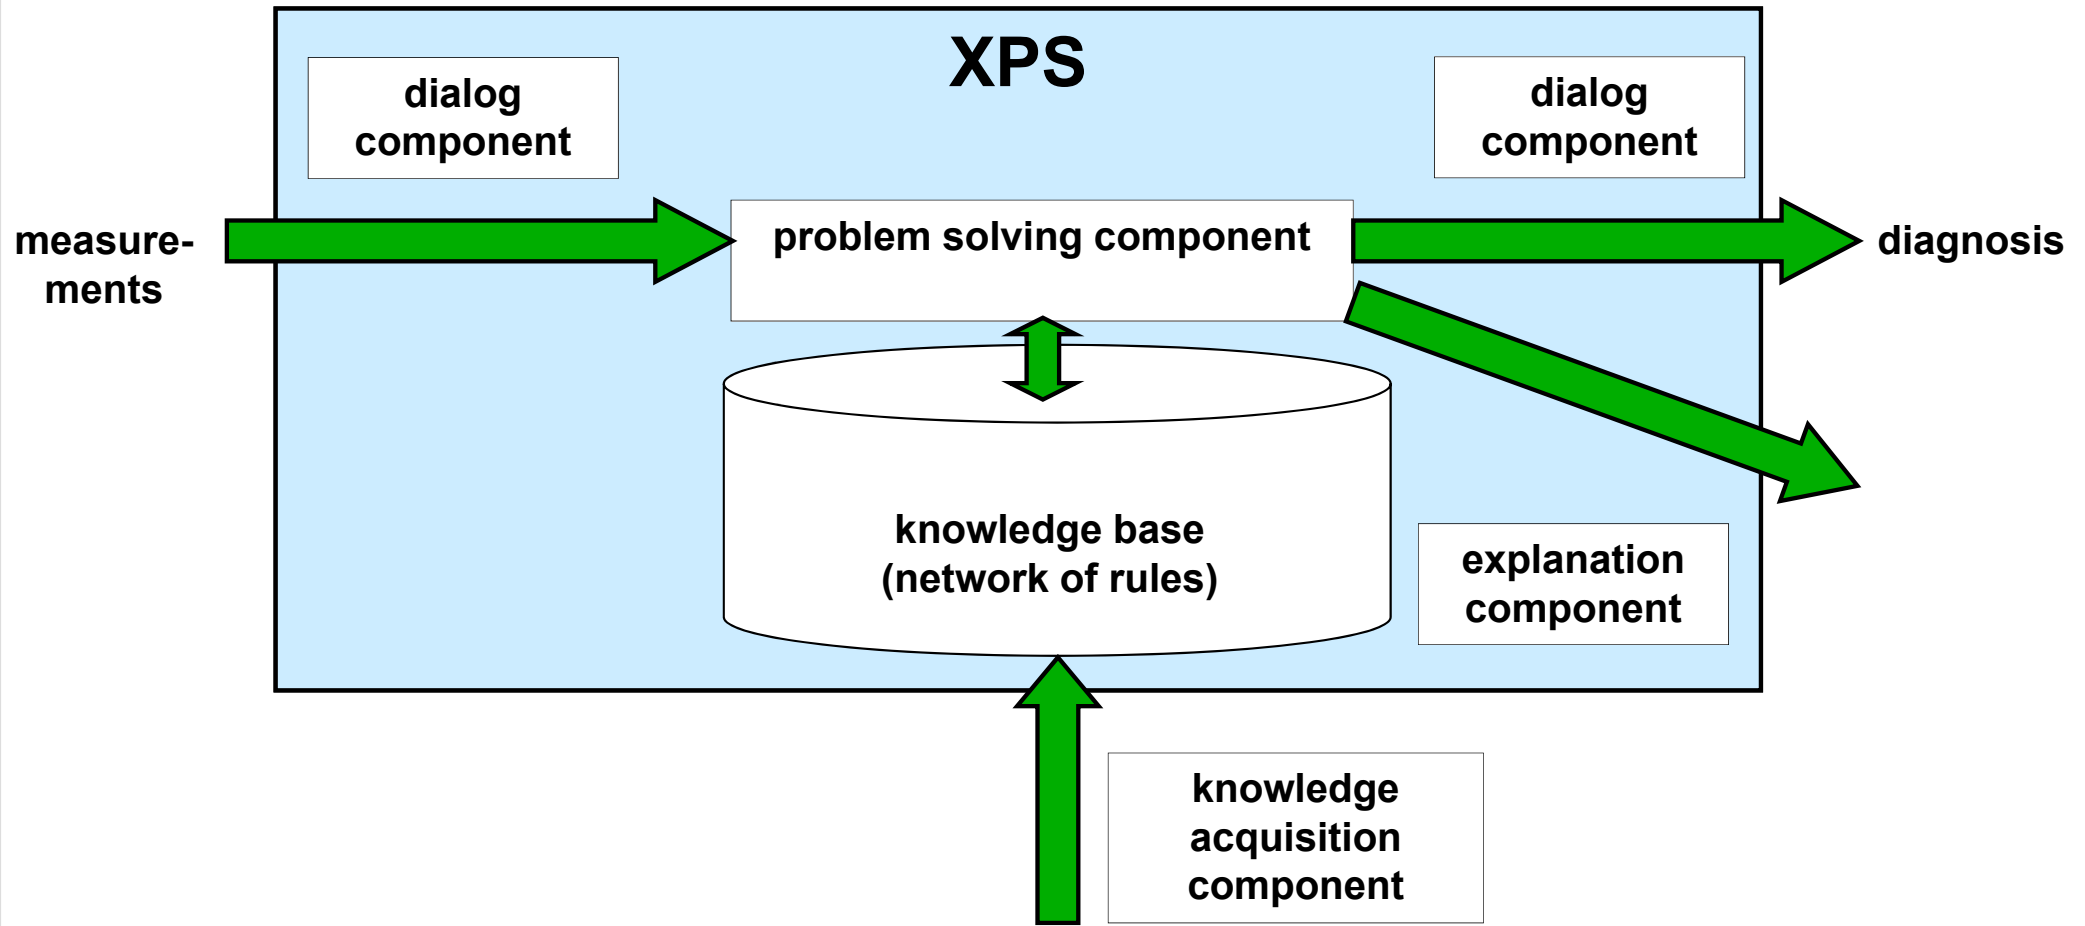 XPS
dialog
component
dialog
component
measure-
ments
problem solving component
diagnosis
knowledge base
(network of rules)
explanation
component
knowledge
acquisition
component